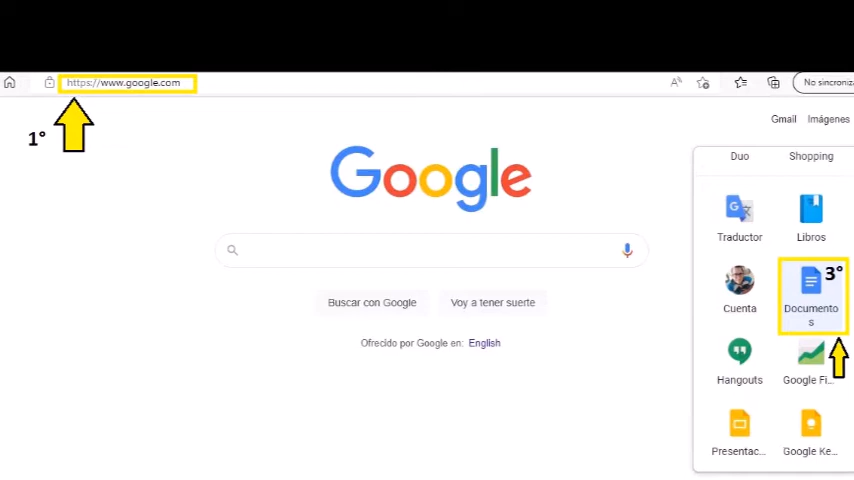 https://www.google.com
No sincroniza
1°
Gmail Imágenes
Duo Shopping
Google
Traductor Libros
3°
Cuenta Documento
s
Buscar con Google Voy a tener suerte
Ofrecido por Google en: English
Hangouts Google Fi...
Presentac... Google Ke...